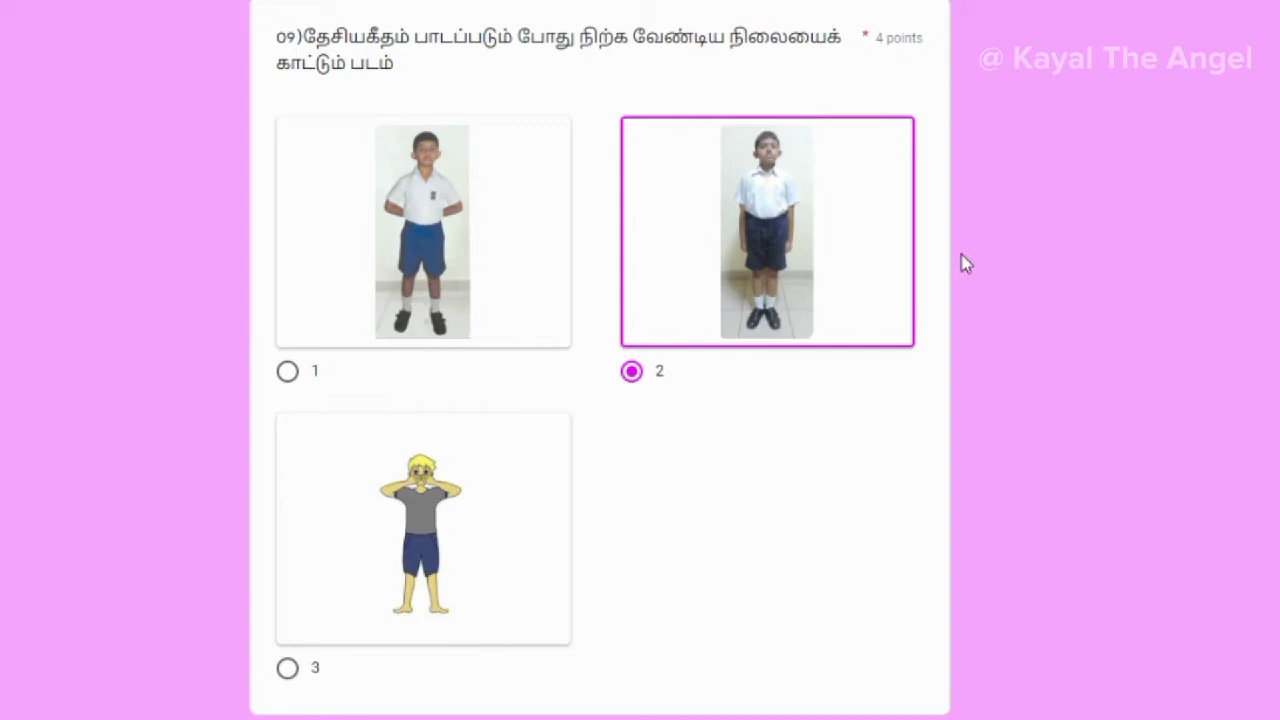 09)தேசியகீதம் பாடப்படும் போது நிற்க வேண்டிய நிலையைக் * 4 points
காட்டும் படம்
@ Kayal The Angel
1
2
3